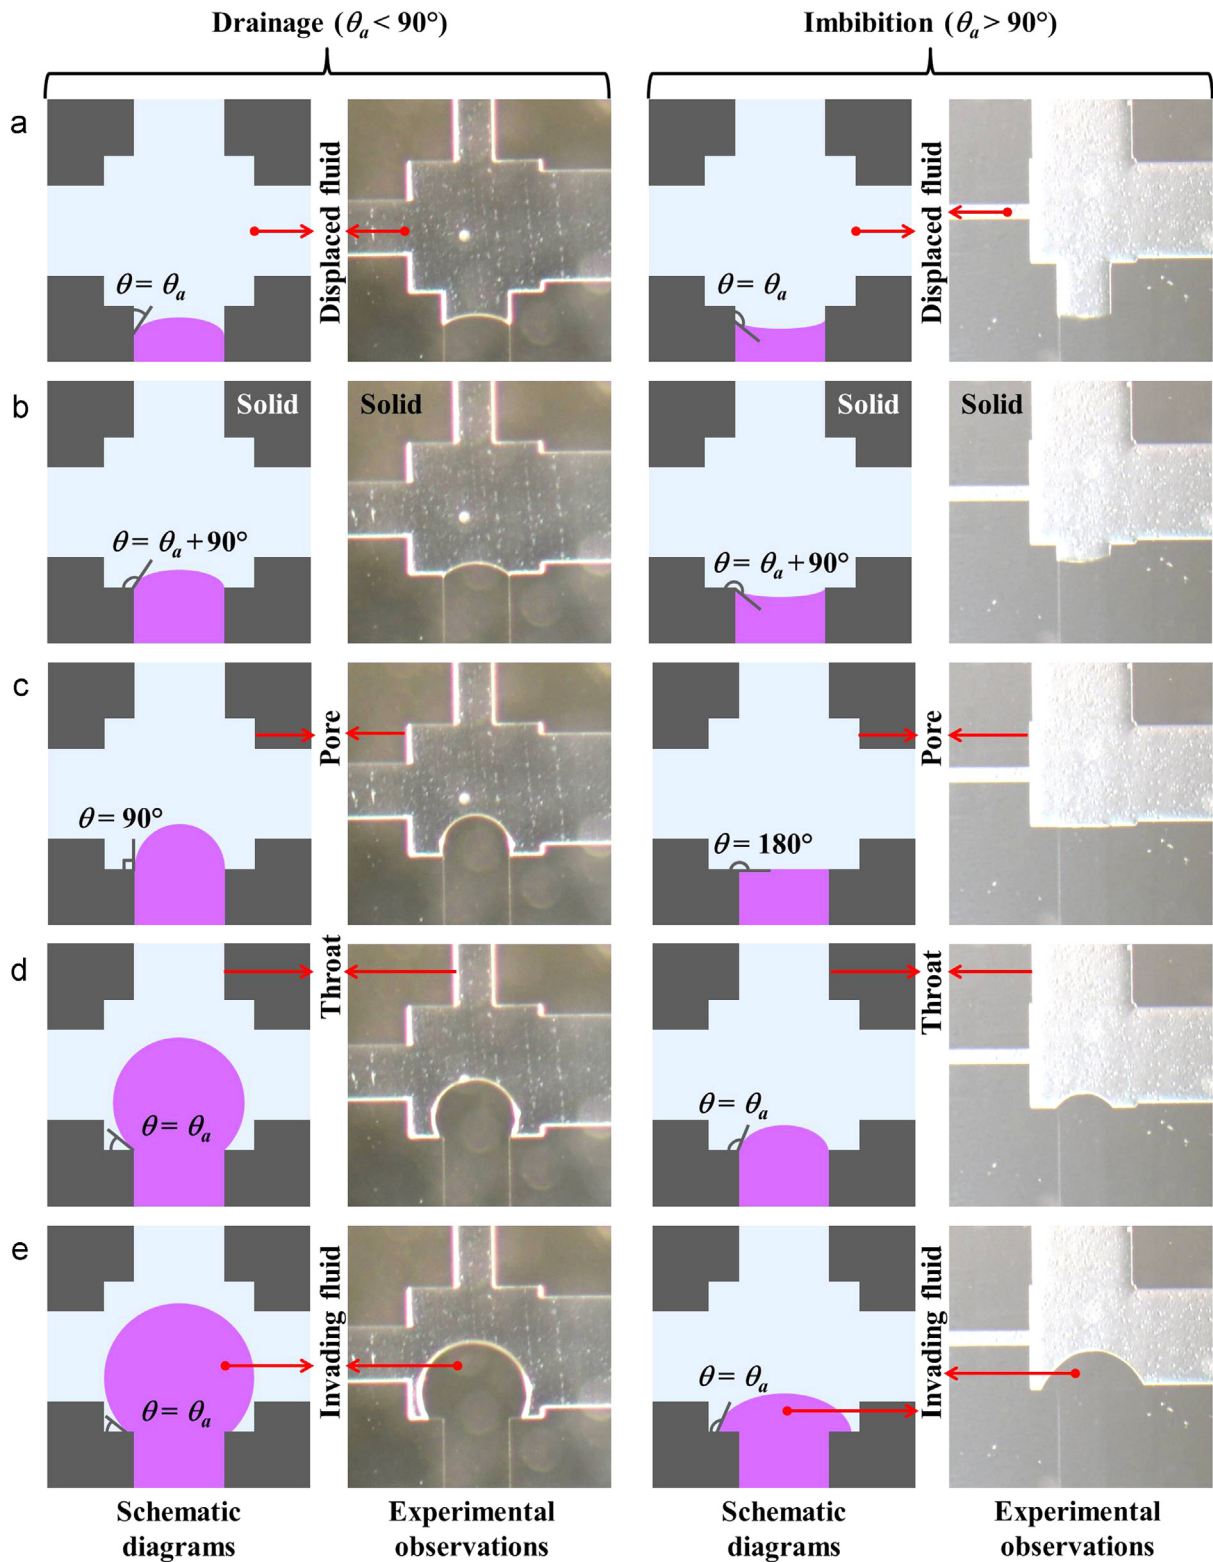 Drainage (θₐ < 90°)
Imbibition (θₐ > 90°)
a
θ = θₐ
Displaced fluid
θ = θₐ
Displaced fluid
b
Solid
Solid
θ = θₐ + 90°
Solid
Solid
θ = θₐ + 90°
c
Pore
θ = 90°
Pore
θ = 180°
d
Throat
θ = θₐ
Throat
θ = θₐ
e
Invading fluid
θ = θₐ
Invading fluid
θ = θₐ
Schematic
diagrams
Experimental
observations
Schematic
diagrams
Experimental
observations